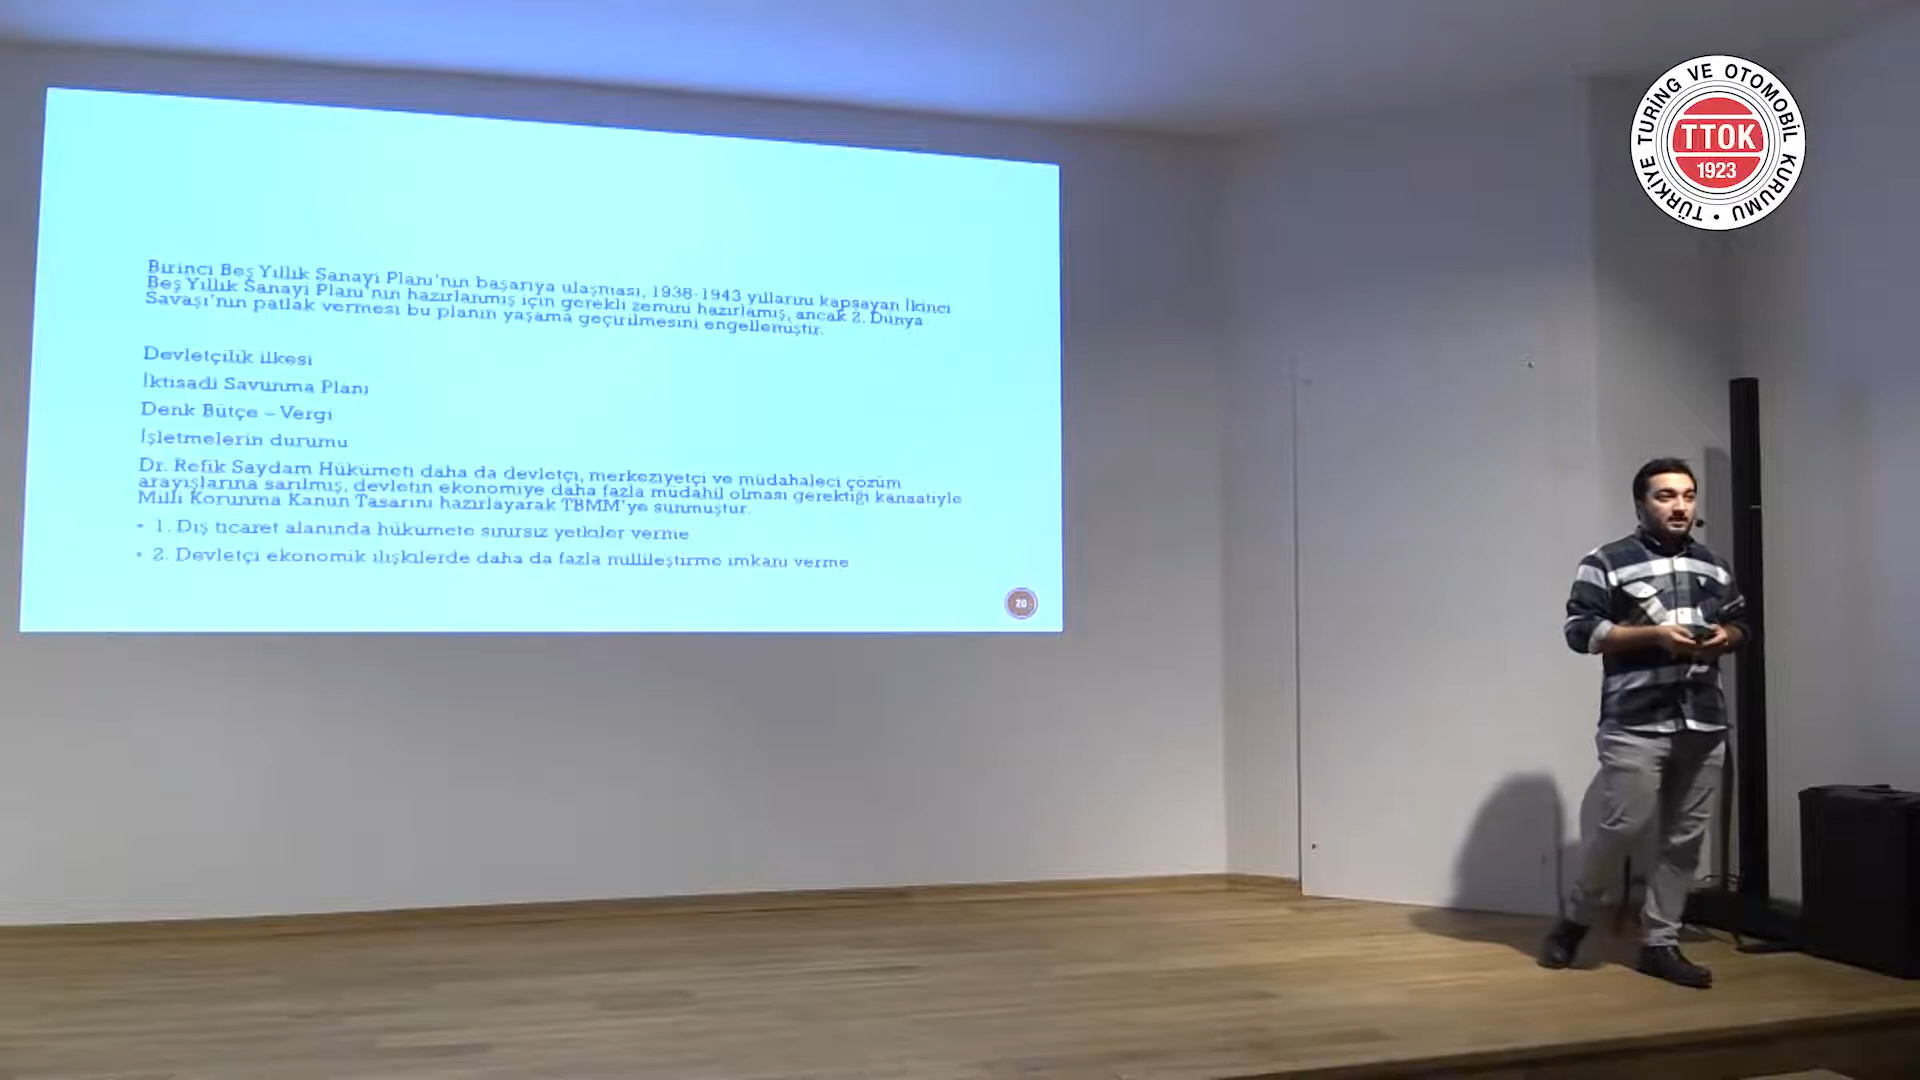 Birinci Beş Yıllık Sanayi Planı'nın başarıya ulaşması, 1938-1943 yıllarını kapsayan İkinci
Beş Yıllık Sanayi Planı'nın hazırlanmış için gerekli zemini hazırlamış, ancak 2. Dünya
Savaşı'nın patlak vermesi bu planın yaşama geçirilmesini engellemiştir.
Devletçilik ilkesi
İktisadi Savunma Planı
Denk Bütçe – Vergi
İşletmelerin durumu
Dr. Refik Saydam Hükümeti daha da devletçi, merkeziyetçi ve müdahaleci çözüm
arayışlarına sarılmış, devletin ekonomiye daha fazla müdahil olması gerektiği kanaatiyle
Milli Korunma Kanun Tasarını hazırlayarak TBMM'ye sunmuştur.
• 1. Dış ticaret alanında hükümete sınırsız yetkiler verme
• 2. Devletçi ekonomik ilişkilerde daha da fazla millileştirme imkanı verme
20
TÜRKİYE TURİNG VE OTOMOBİL KURUMU •
TTOK
1923